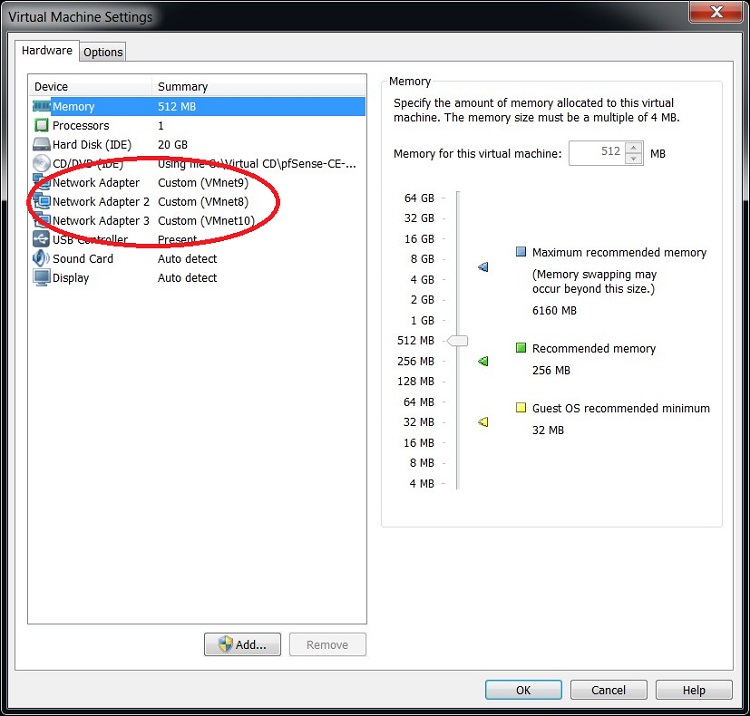 Virtual Machine Settings
Hardware Options
Device Summary
Memory 512 MB
Processors 1
Hard Disk (IDE) 20 GB
CD/DVD (IDE) Using file G:\Virtual CD\pfSense-CE-...
Network Adapter Custom (VMnet9)
Network Adapter 2 Custom (VMnet8)
Network Adapter 3 Custom (VMnet10)
USB Controller Present
Sound Card Auto detect
Display Auto detect
Add... Remove
Memory
Specify the amount of memory allocated to this virtual
machine. The memory size must be a multiple of 4 MB.
Memory for this virtual machine: 512 MB
64 GB
32 GB
16 GB
8 GB
4 GB
2 GB
1 GB
512 MB
256 MB
128 MB
64 MB
32 MB
16 MB
8 MB
4 MB
Maximum recommended memory
(Memory swapping may
occur beyond this size.)
6160 MB
Recommended memory
256 MB
Guest OS recommended minimum
32 MB
OK Cancel Help